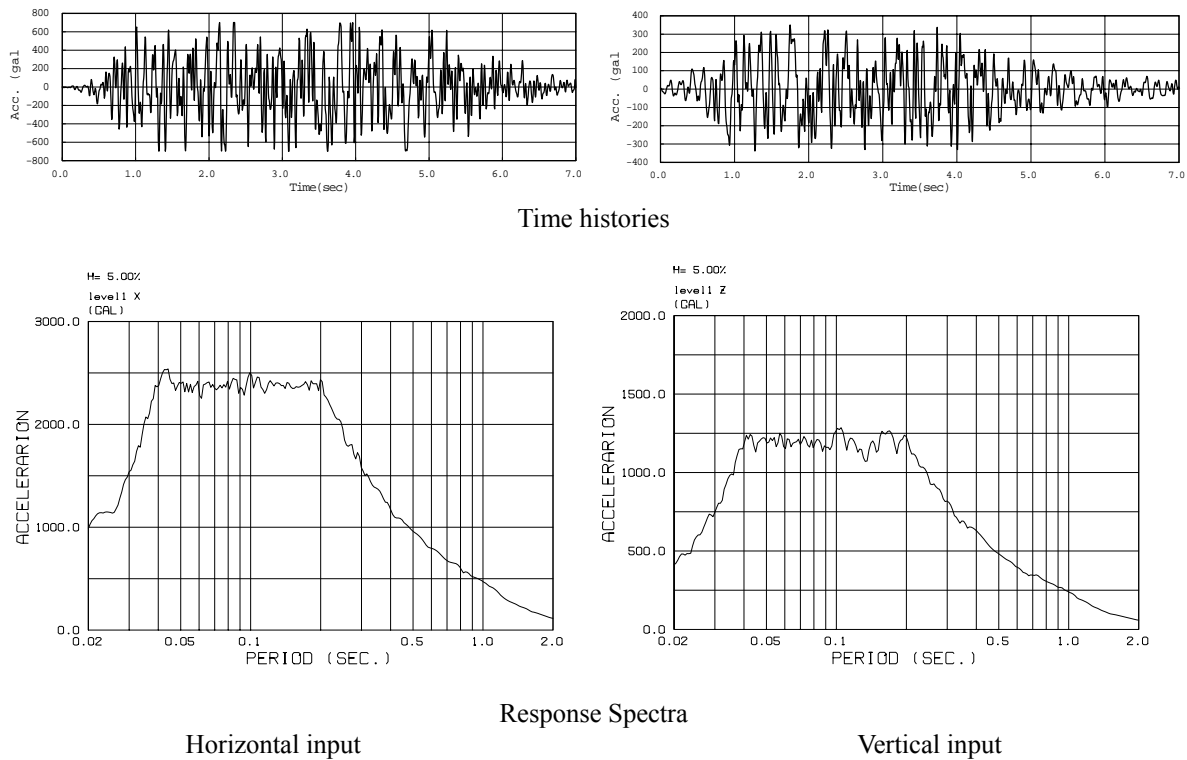 800
600
400
200
0
-200
-400
-600
-800
Acc. (gal
0.0 1.0 2.0 3.0 4.0 5.0 6.0 7.0
Time(sec)
400
300
200
100
0
-100
-200
-300
-400
Acc. (gal
0.0 1.0 2.0 3.0 4.0 5.0 6.0 7.0
Time(sec)
Time histories
H= 5.00%
level1 X
(GAL)
3000.0
2000.0
1000.0
0.0
ACCELERARION
0.02 0.05 0.1 0.2 0.5 1.0 2.0
PERIOD (SEC.)
H= 5.00%
level1 Z
(GAL)
2000.0
1500.0
1000.0
500.0
0.0
ACCELERARION
0.02 0.05 0.1 0.2 0.5 1.0 2.0
PERIOD (SEC.)
Response Spectra
Horizontal input Vertical input